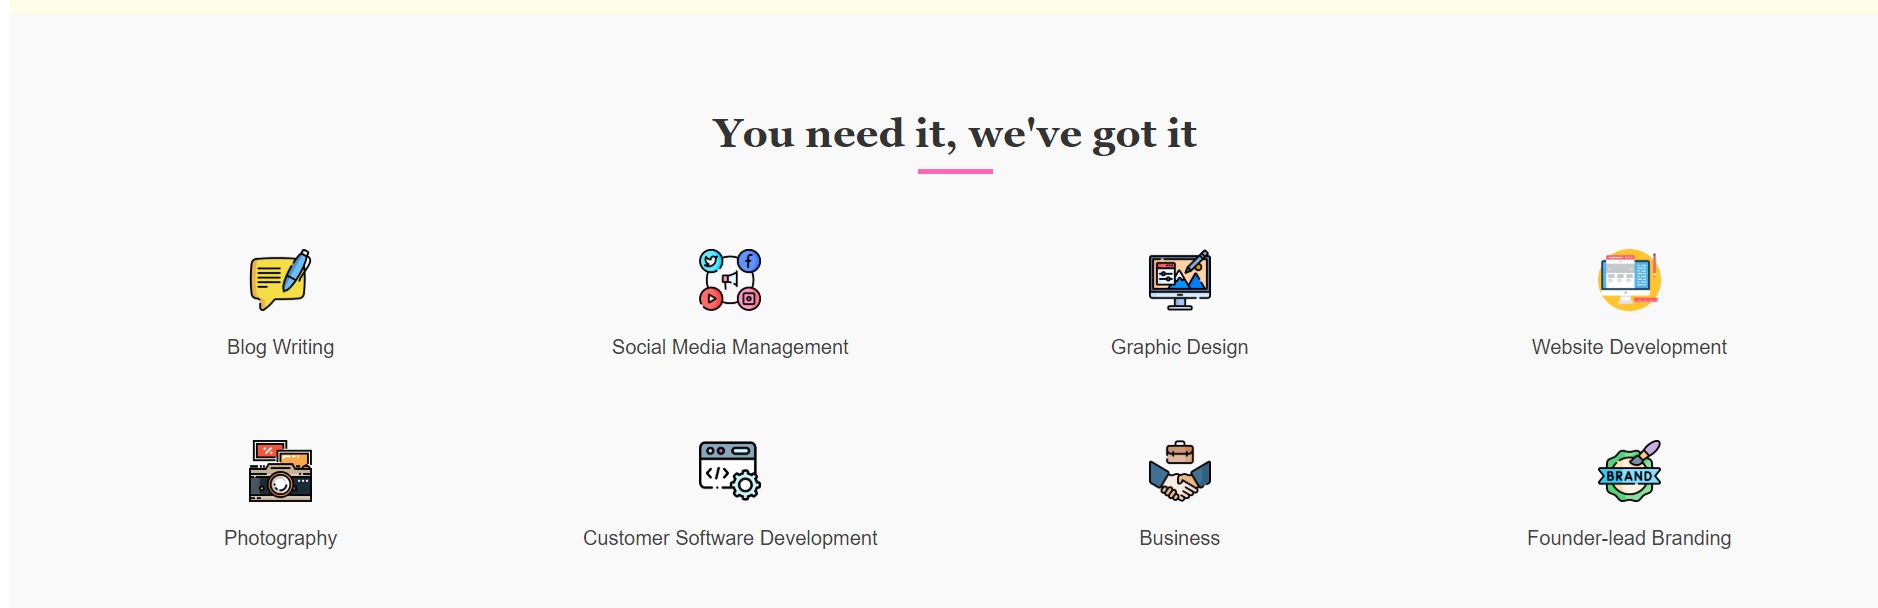 You need it, we've got it
Blog Writing
Social Media Management
Graphic Design
Website Development
Photography
Customer Software Development
BRAND
Business
Founder-lead Branding